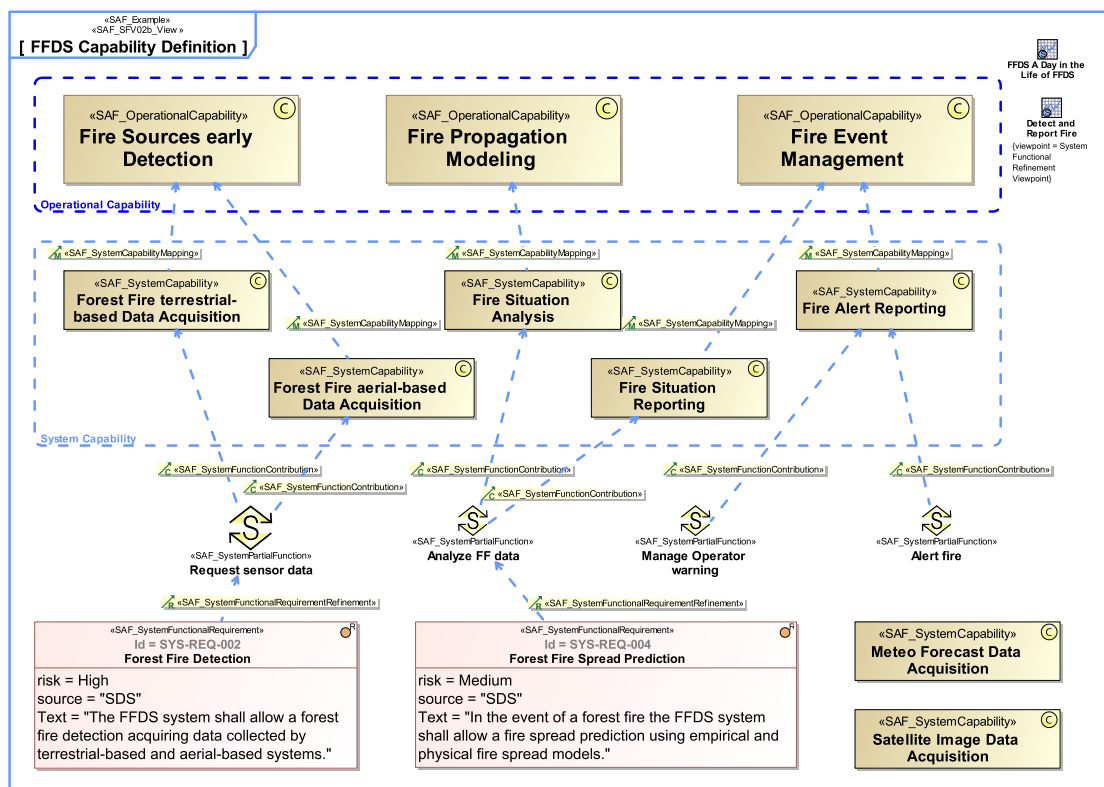 «SAF_Example»
«SAF_SFV02b_View »
[ FFDS Capability Definition ]
FFDS A Day in the
Life of FFDS
Detect and
Report Fire
{viewpoint = System
Functional
Refinement
Viewpoint}
«SAF_OperationalCapability»
Fire Sources early
Detection
C
«SAF_OperationalCapability»
Fire Propagation
Modeling
C
«SAF_OperationalCapability»
Fire Event
Management
C
Operational Capability
M «SAF_SystemCapabilityMapping»
M «SAF_SystemCapabilityMapping»
M «SAF_SystemCapabilityMapping»
«SAF_SystemCapability»
Forest Fire terrestrial-
based Data Acquisition
C
«SAF_SystemCapability»
Fire Situation
Analysis
C
«SAF_SystemCapability»
Fire Alert Reporting
C
M «SAF_SystemCapabilityMapping»
M «SAF_SystemCapabilityMapping»
«SAF_SystemCapability»
Forest Fire aerial-based
Data Acquisition
C
«SAF_SystemCapability»
Fire Situation
Reporting
C
System Capability
C «SAF_SystemFunctionContribution»
C «SAF_SystemFunctionContribution»
C «SAF_SystemFunctionContribution»
C «SAF_SystemFunctionContribution»
C «SAF_SystemFunctionContribution»
C «SAF_SystemFunctionContribution»
S
«SAF_SystemPartialFunction»
Request sensor data
S
«SAF_SystemPartialFunction»
Analyze FF data
S
«SAF_SystemPartialFunction»
Manage Operator
warning
S
«SAF_SystemPartialFunction»
Alert fire
R «SAF_SystemFunctionalRequirementRefinement»
R «SAF_SystemFunctionalRequirementRefinement»
«SAF_SystemFunctionalRequirement»
R
Id = SYS-REQ-002
Forest Fire Detection
risk = High
source = "SDS"
Text = "The FFDS system shall allow a forest
fire detection acquiring data collected by
terrestrial-based and aerial-based systems."
«SAF_SystemFunctionalRequirement»
R
Id = SYS-REQ-004
Forest Fire Spread Prediction
risk = Medium
source = "SDS"
Text = "In the event of a forest fire the FFDS system
shall allow a fire spread prediction using empirical and
physical fire spread models."
«SAF_SystemCapability»
Meteo Forecast Data
Acquisition
C
«SAF_SystemCapability»
Satellite Image Data
Acquisition
C